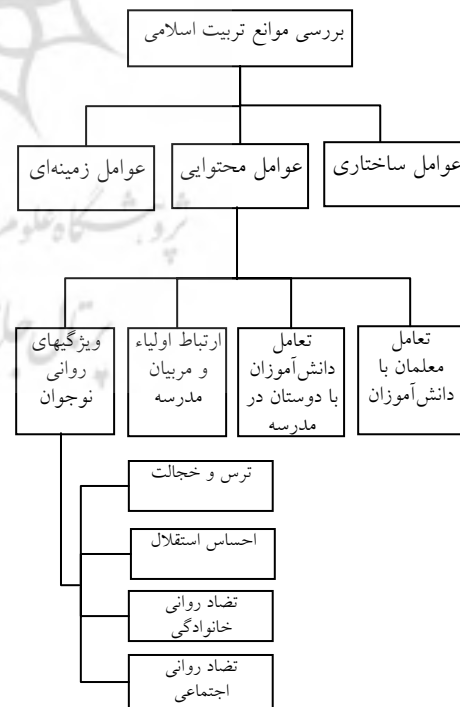 بررسی موانع تربیت اسلامی
عوامل ساختاری
عوامل محتوایی
عوامل زمینه‌ای
تعامل
معلمان با
دانش‌آموزان
تعامل
دانش‌آموزان
با دوستان در
مدرسه
ارتباط اولیاء
و مربیان
مدرسه
ویژگیهای
روانی
نوجوان
ترس و خجالت
احساس استقلال
تضاد روانی
خانوادگی
تضاد روانی
اجتماعی